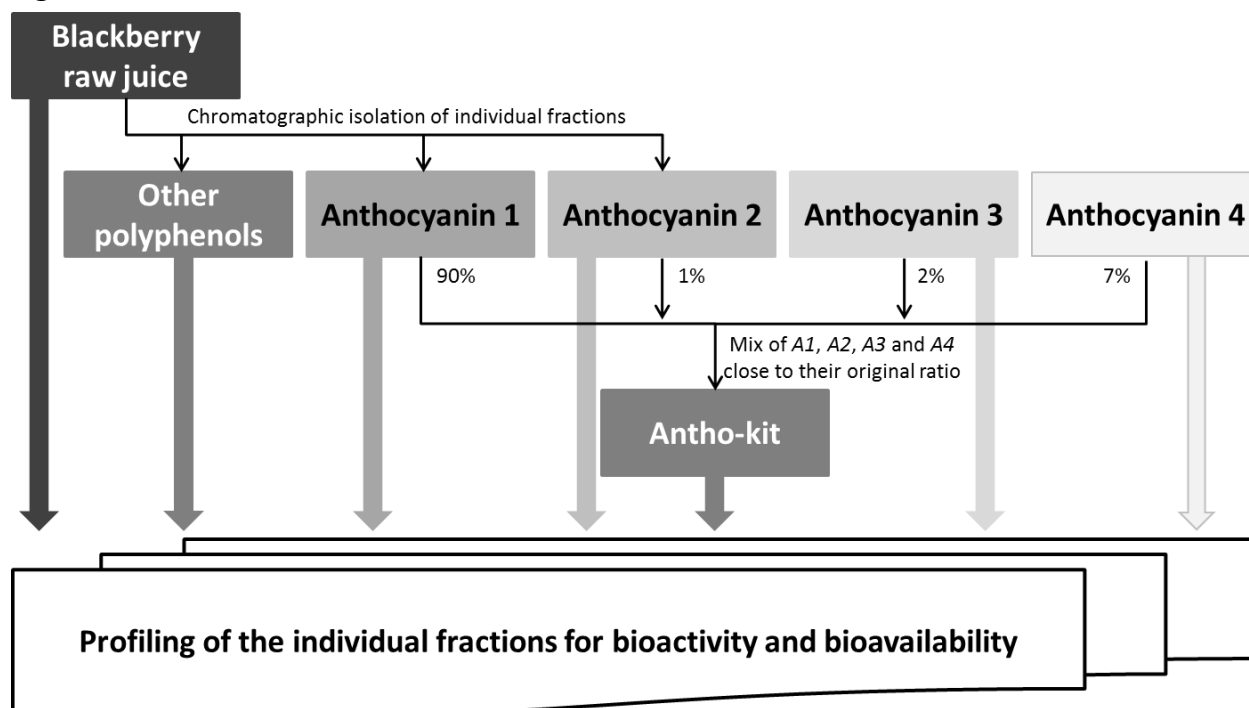 Blackberry
raw juice
Chromatographic isolation of individual fractions
Other
polyphenols
Anthocyanin 1
Anthocyanin 2
Anthocyanin 3
Anthocyanin 4
90%
1%
2%
7%
Mix of A1, A2, A3 and A4
close to their original ratio
Antho-kit
Profiling of the individual fractions for bioactivity and bioavailability